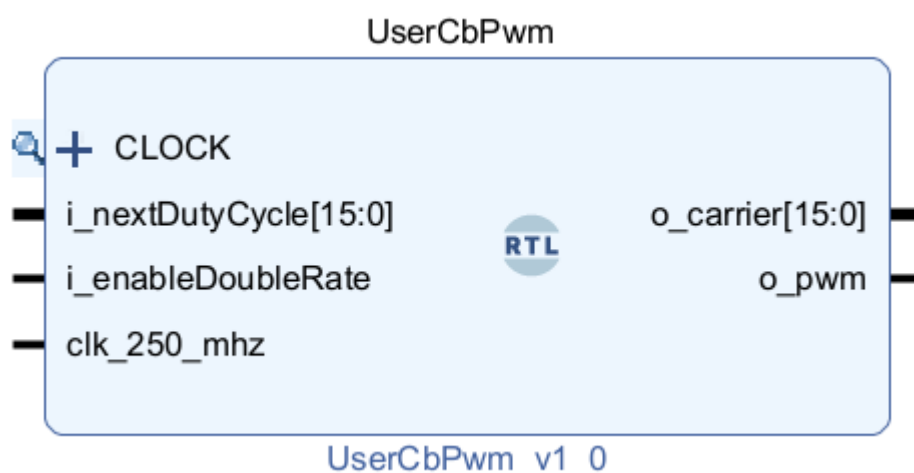 UserCbPwm
CLOCK
i_nextDutyCycle[15:0]
o_carrier[15:0]
RTL
i_enableDoubleRate
o_pwm
clk_250_mhz
UserCbPwm_v1_0